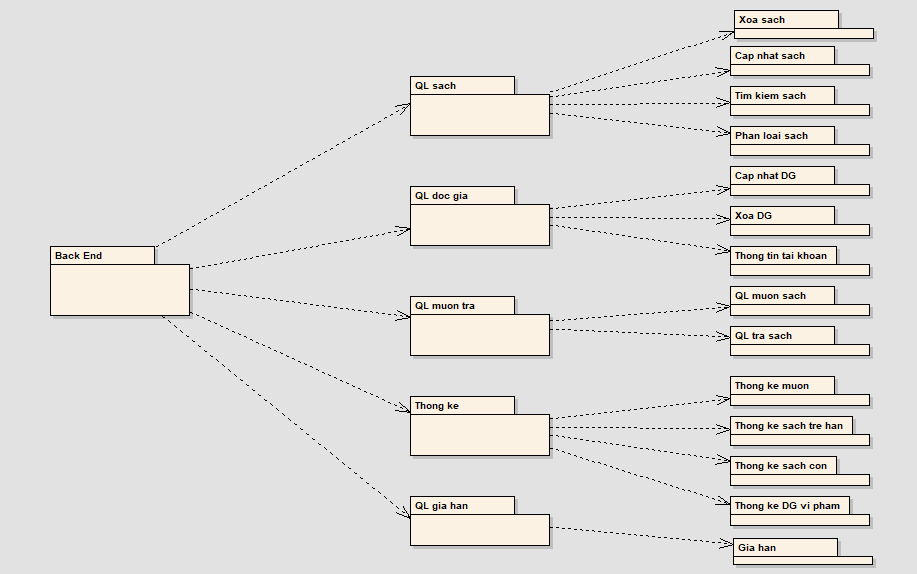 Back End
QL sach
QL doc gia
QL muon tra
Thong ke
QL gia han
Xoa sach
Cap nhat sach
Tim kiem sach
Phan loai sach
Cap nhat DG
Xoa DG
Thong tin tai khoan
QL muon sach
QL tra sach
Thong ke muon
Thong ke sach tre han
Thong ke sach con
Thong ke DG vi pham
Gia han